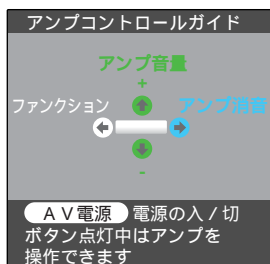 アンプコントロールガイド
アンプ音量
+
ファンクション
アンプ消音
-
AV電源 電源の入/切
ボタン点灯中はアンプを
操作できます